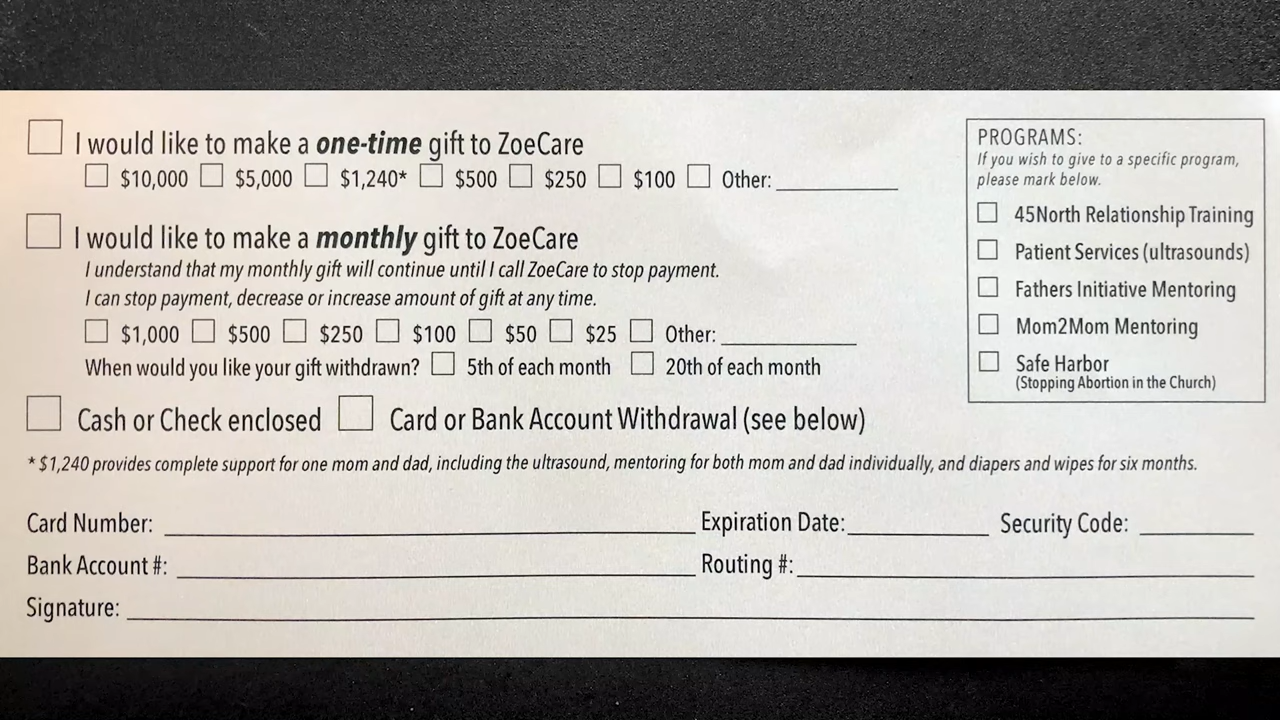 I would like to make a one-time gift to ZoeCare
$10,000 $5,000 $1,240* $500 $250 $100 Other:
I would like to make a monthly gift to ZoeCare
I understand that my monthly gift will continue until I call ZoeCare to stop payment.
I can stop payment, decrease or increase amount of gift at any time.
$1,000 $500 $250 $100 $50 $25 Other:
When would you like your gift withdrawn? 5th of each month 20th of each month
Cash or Check enclosed Card or Bank Account Withdrawal (see below)
PROGRAMS:
If you wish to give to a specific program,
please mark below.
45North Relationship Training
Patient Services (ultrasounds)
Fathers Initiative Mentoring
Mom2Mom Mentoring
Safe Harbor
(Stopping Abortion in the Church)
* $1,240 provides complete support for one mom and dad, including the ultrasound, mentoring for both mom and dad individually, and diapers and wipes for six months.
Card Number: Expiration Date: Security Code:
Bank Account #: Routing #:
Signature: